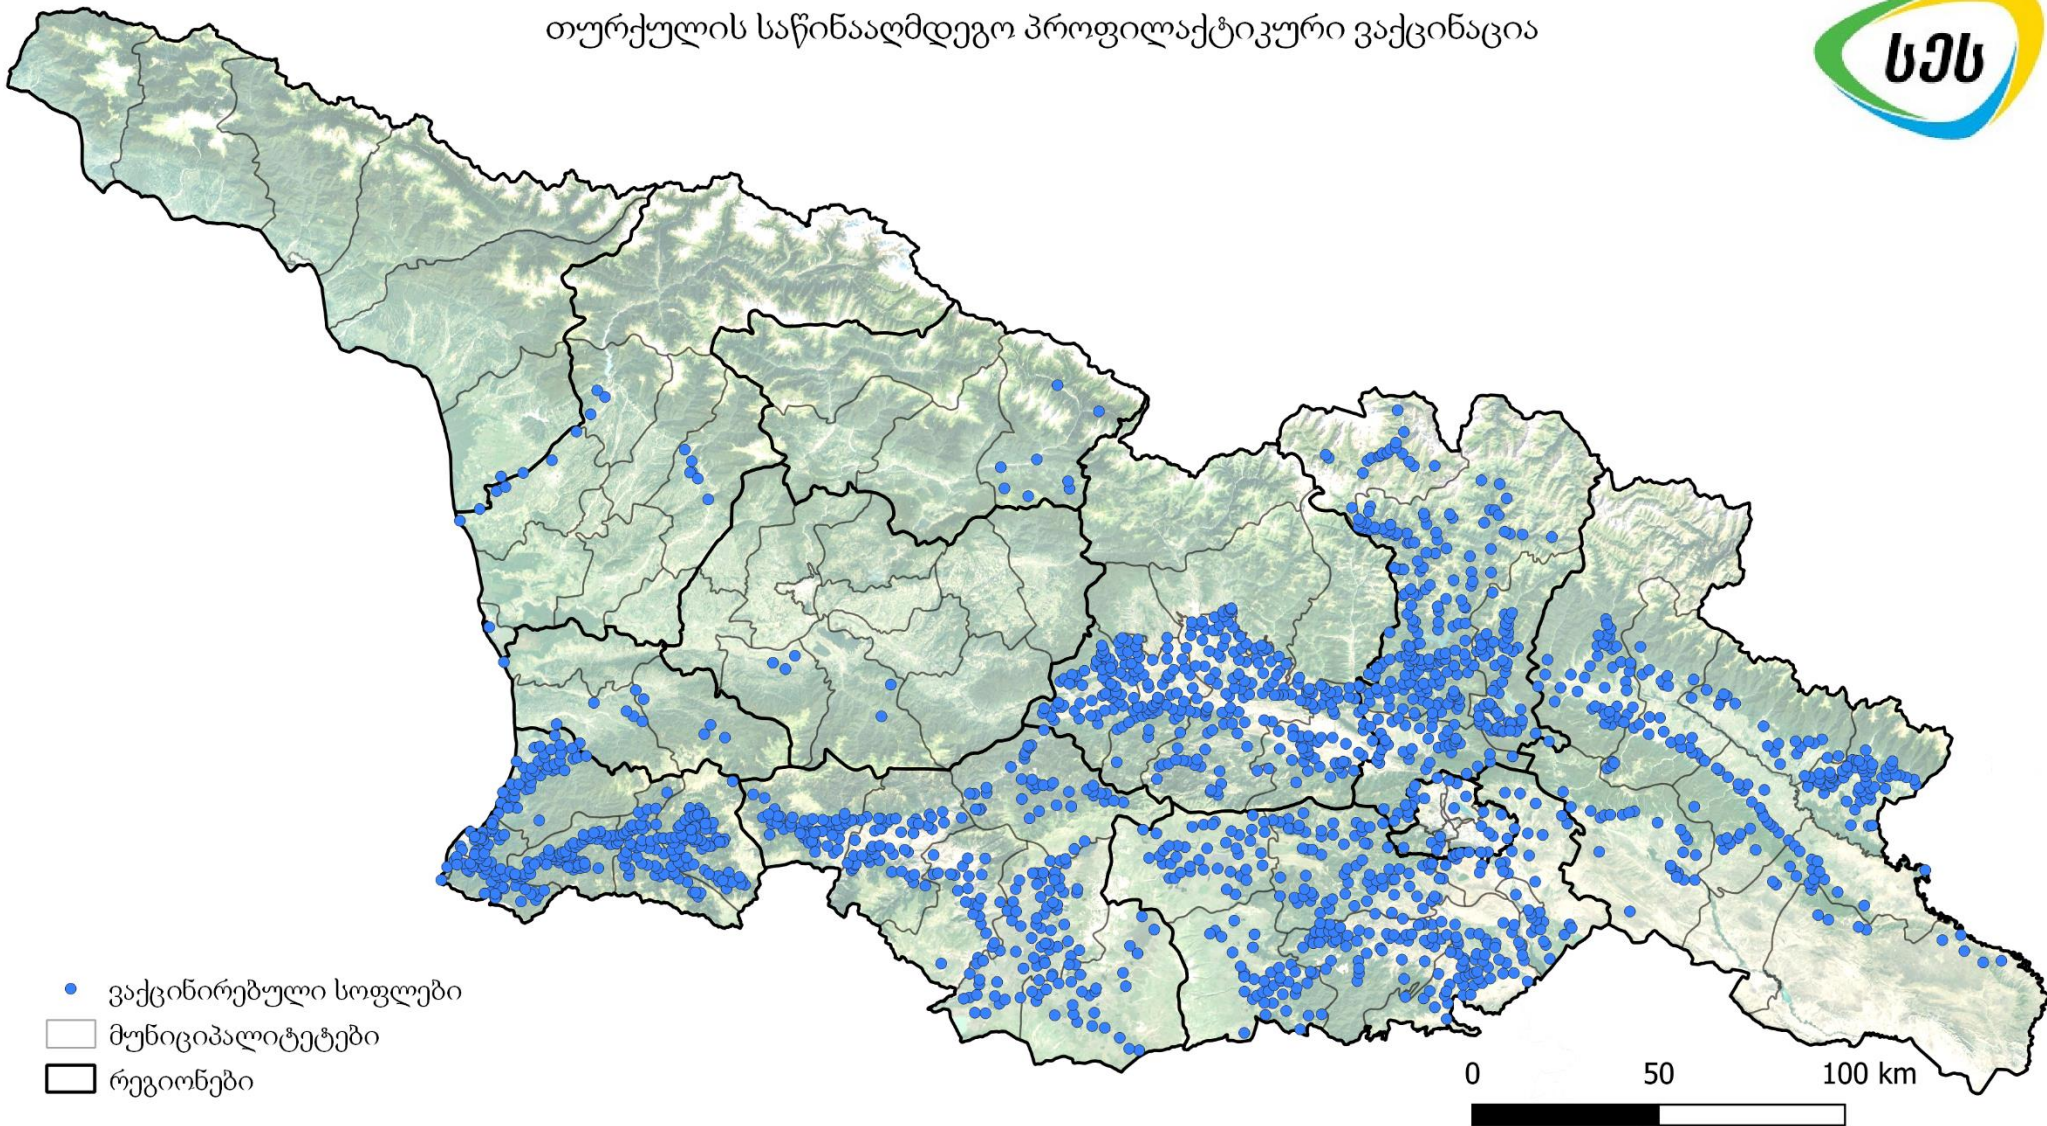 თურქულის საწინააღმდეგო პროფილაქტიკური ვაქცინაცია
სეს
ვაქცინირებული სოფლები
მუნიციპალიტეტები
რეგიონები
0 50 100 km